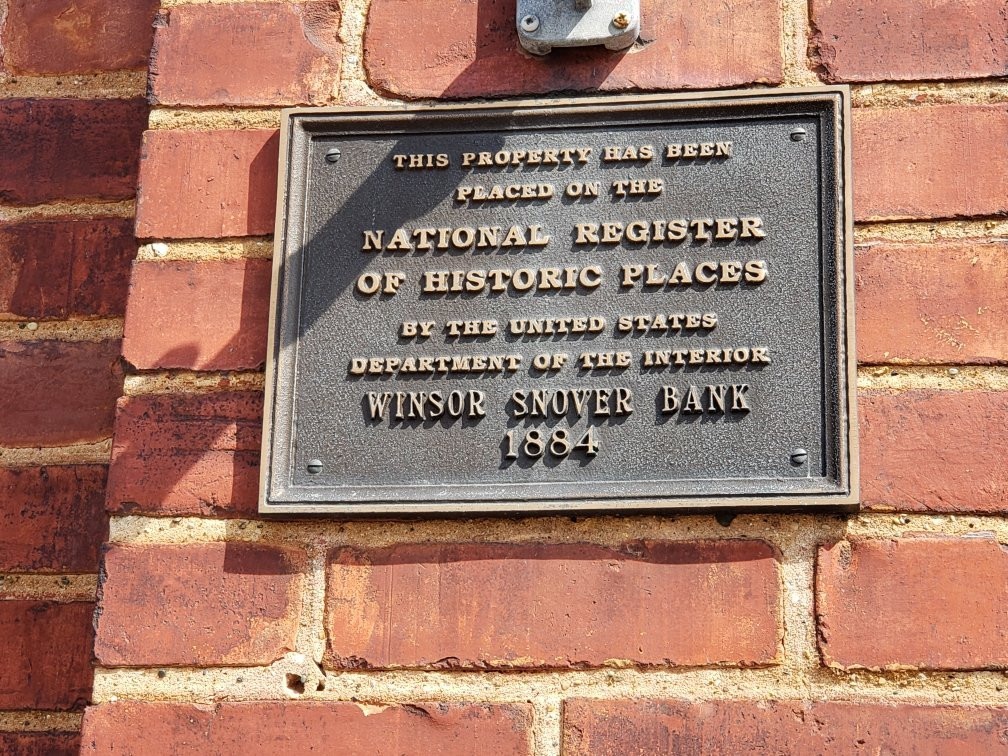 THIS PROPERTY HAS BEEN
PLACED ON THE
NATIONAL REGISTER
OF HISTORIC PLACES
BY THE UNITED STATES
DEPARTMENT OF THE INTERIOR
WINSOR SNOVER BANK
1884